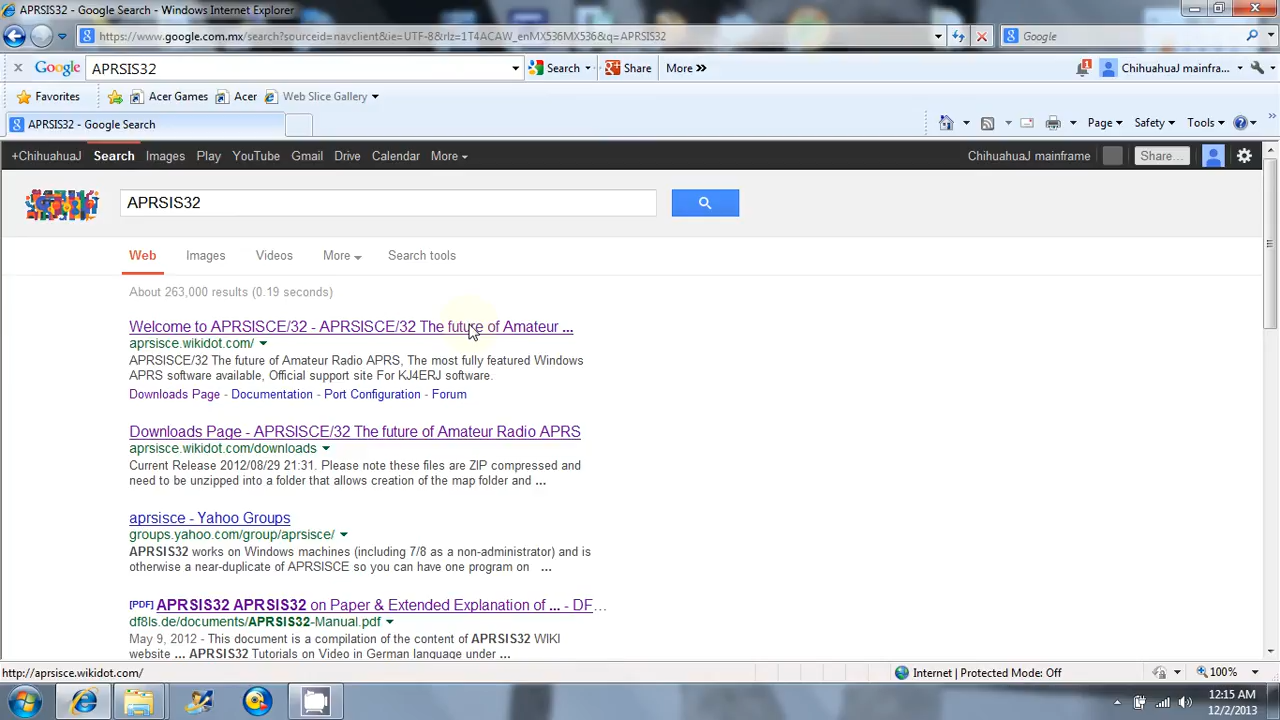 APRSIS32 - Google Search - Windows Internet Explorer
https://www.google.com.mx/search?sourceid=navclient&ie=UTF-8&rlz=1T4ACAW_enMX536MX536&q=APRSIS32
Google
Google APRSIS32 Search Share More » 1 ChihuahuaJ mainfra...
Favorites Acer Games Acer Web Slice Gallery
APRSIS32 - Google Search Page Safety Tools
+ChihuahuaJ Search Images Play YouTube Gmail Drive Calendar More ChihuahuaJ mainframe Share...
APRSIS32
Web Images Videos More Search tools
About 263,000 results (0.19 seconds)
Welcome to APRSISCE/32 - APRSISCE/32 The future of Amateur ...
aprsisce.wikidot.com/
APRSISCE/32 The future of Amateur Radio APRS, The most fully featured Windows
APRS software available, Official support site For KJ4ERJ software.
Downloads Page - Documentation - Port Configuration - Forum
Downloads Page - APRSISCE/32 The future of Amateur Radio APRS
aprsisce.wikidot.com/downloads
Current Release 2012/08/29 21:31. Please note these files are ZIP compressed and
need to be unzipped into a folder that allows creation of the map folder and ...
aprsisce - Yahoo Groups
groups.yahoo.com/group/aprsisce/
APRSIS32 works on Windows machines (including 7/8 as a non-administrator) and is
otherwise a near-duplicate of APRSISCE so you can have one program on ...
[PDF] APRSIS32 APRSIS32 on Paper & Extended Explanation of ... - DF...
df8ls.de/documents/APRSIS32-Manual.pdf
May 9, 2012 - This document is a compilation of the content of APRSIS32 WIKI
website ... APRSIS32 Tutorials on Video in German language under ...
http://aprsisce.wikidot.com/ Internet | Protected Mode: Off 100%
12:15 AM
12/2/2013